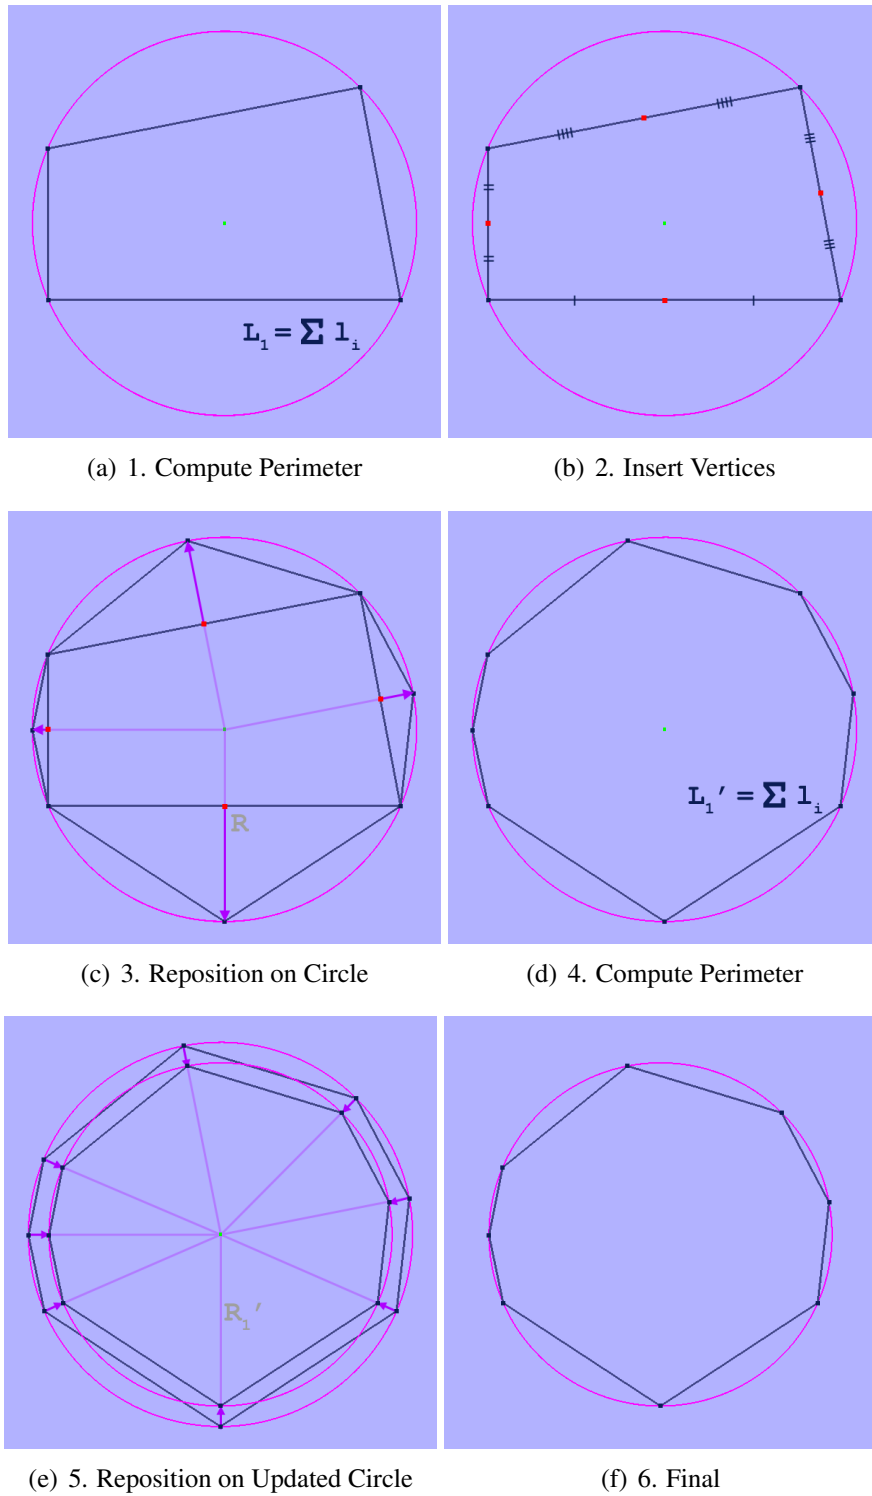 L₁ = Σ lᵢ
(a) 1. Compute Perimeter
(b) 2. Insert Vertices
R
(c) 3. Reposition on Circle
L₁′ = Σ lᵢ
(d) 4. Compute Perimeter
R₁′
(e) 5. Reposition on Updated Circle
(f) 6. Final